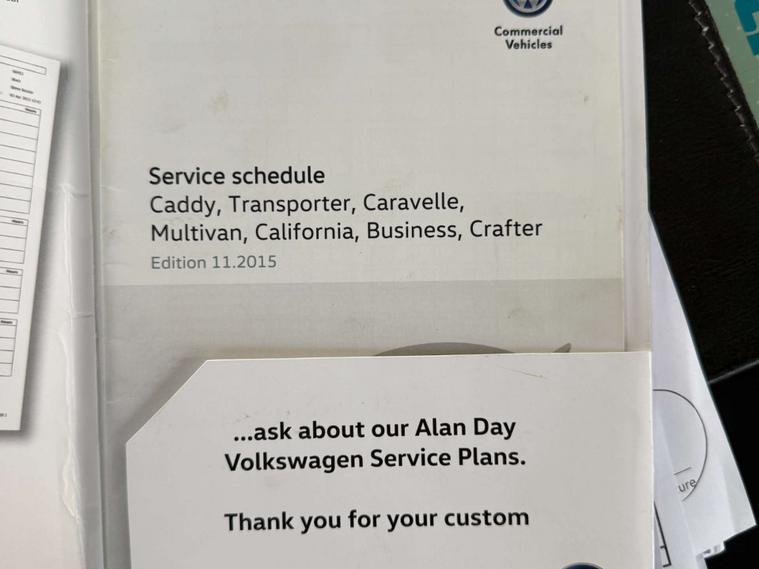 Commercial
Vehicles
Service schedule
Caddy, Transporter, Caravelle,
Multivan, California, Business, Crafter
Edition 11.2015
...ask about our Alan Day
Volkswagen Service Plans.
Thank you for your custom
ure